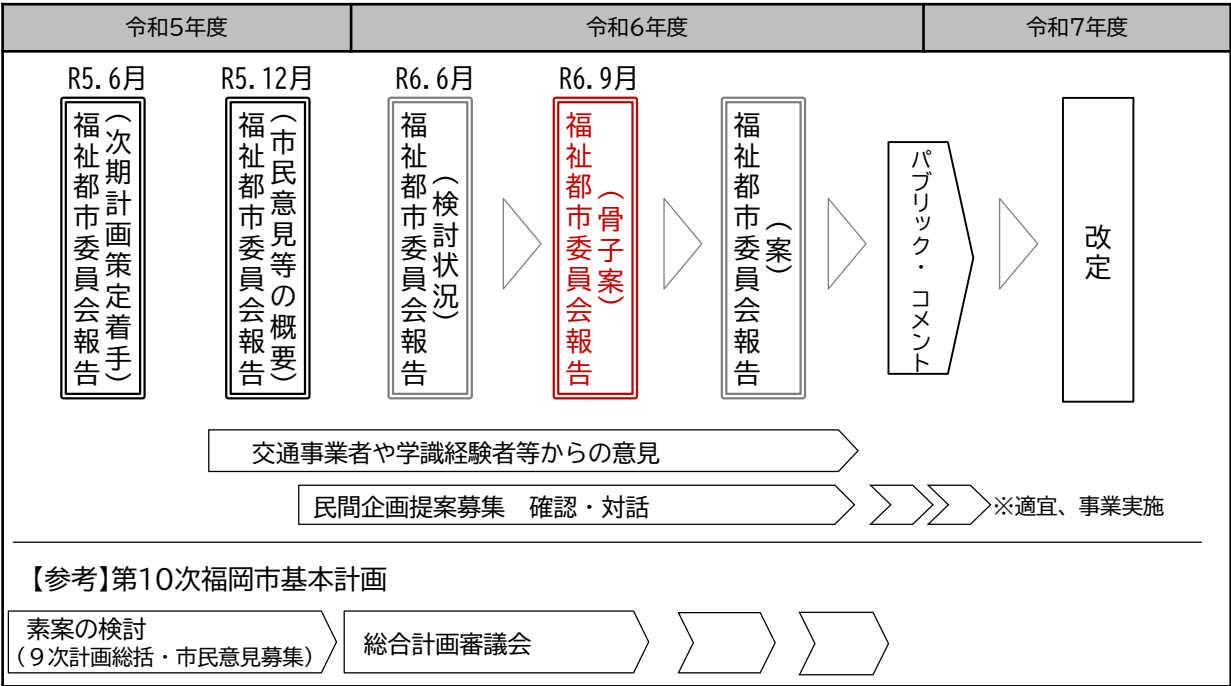 令和5年度
令和6年度
令和7年度
R5.6月
R5.12月
R6.6月
R6.9月
福祉都市委員会報告
（次期計画策定着手）
福祉都市委員会報告
（市民意見等の概要）
福祉都市委員会報告
（検討状況）
福祉都市委員会報告
（骨子案）
福祉都市委員会報告
（案）
パブリック・コメント
改定
交通事業者や学識経験者等からの意見
民間企画提案募集　確認・対話
※適宜、事業実施
【参考】第10次福岡市基本計画
素案の検討
（９次計画総括・市民意見募集）
総合計画審議会